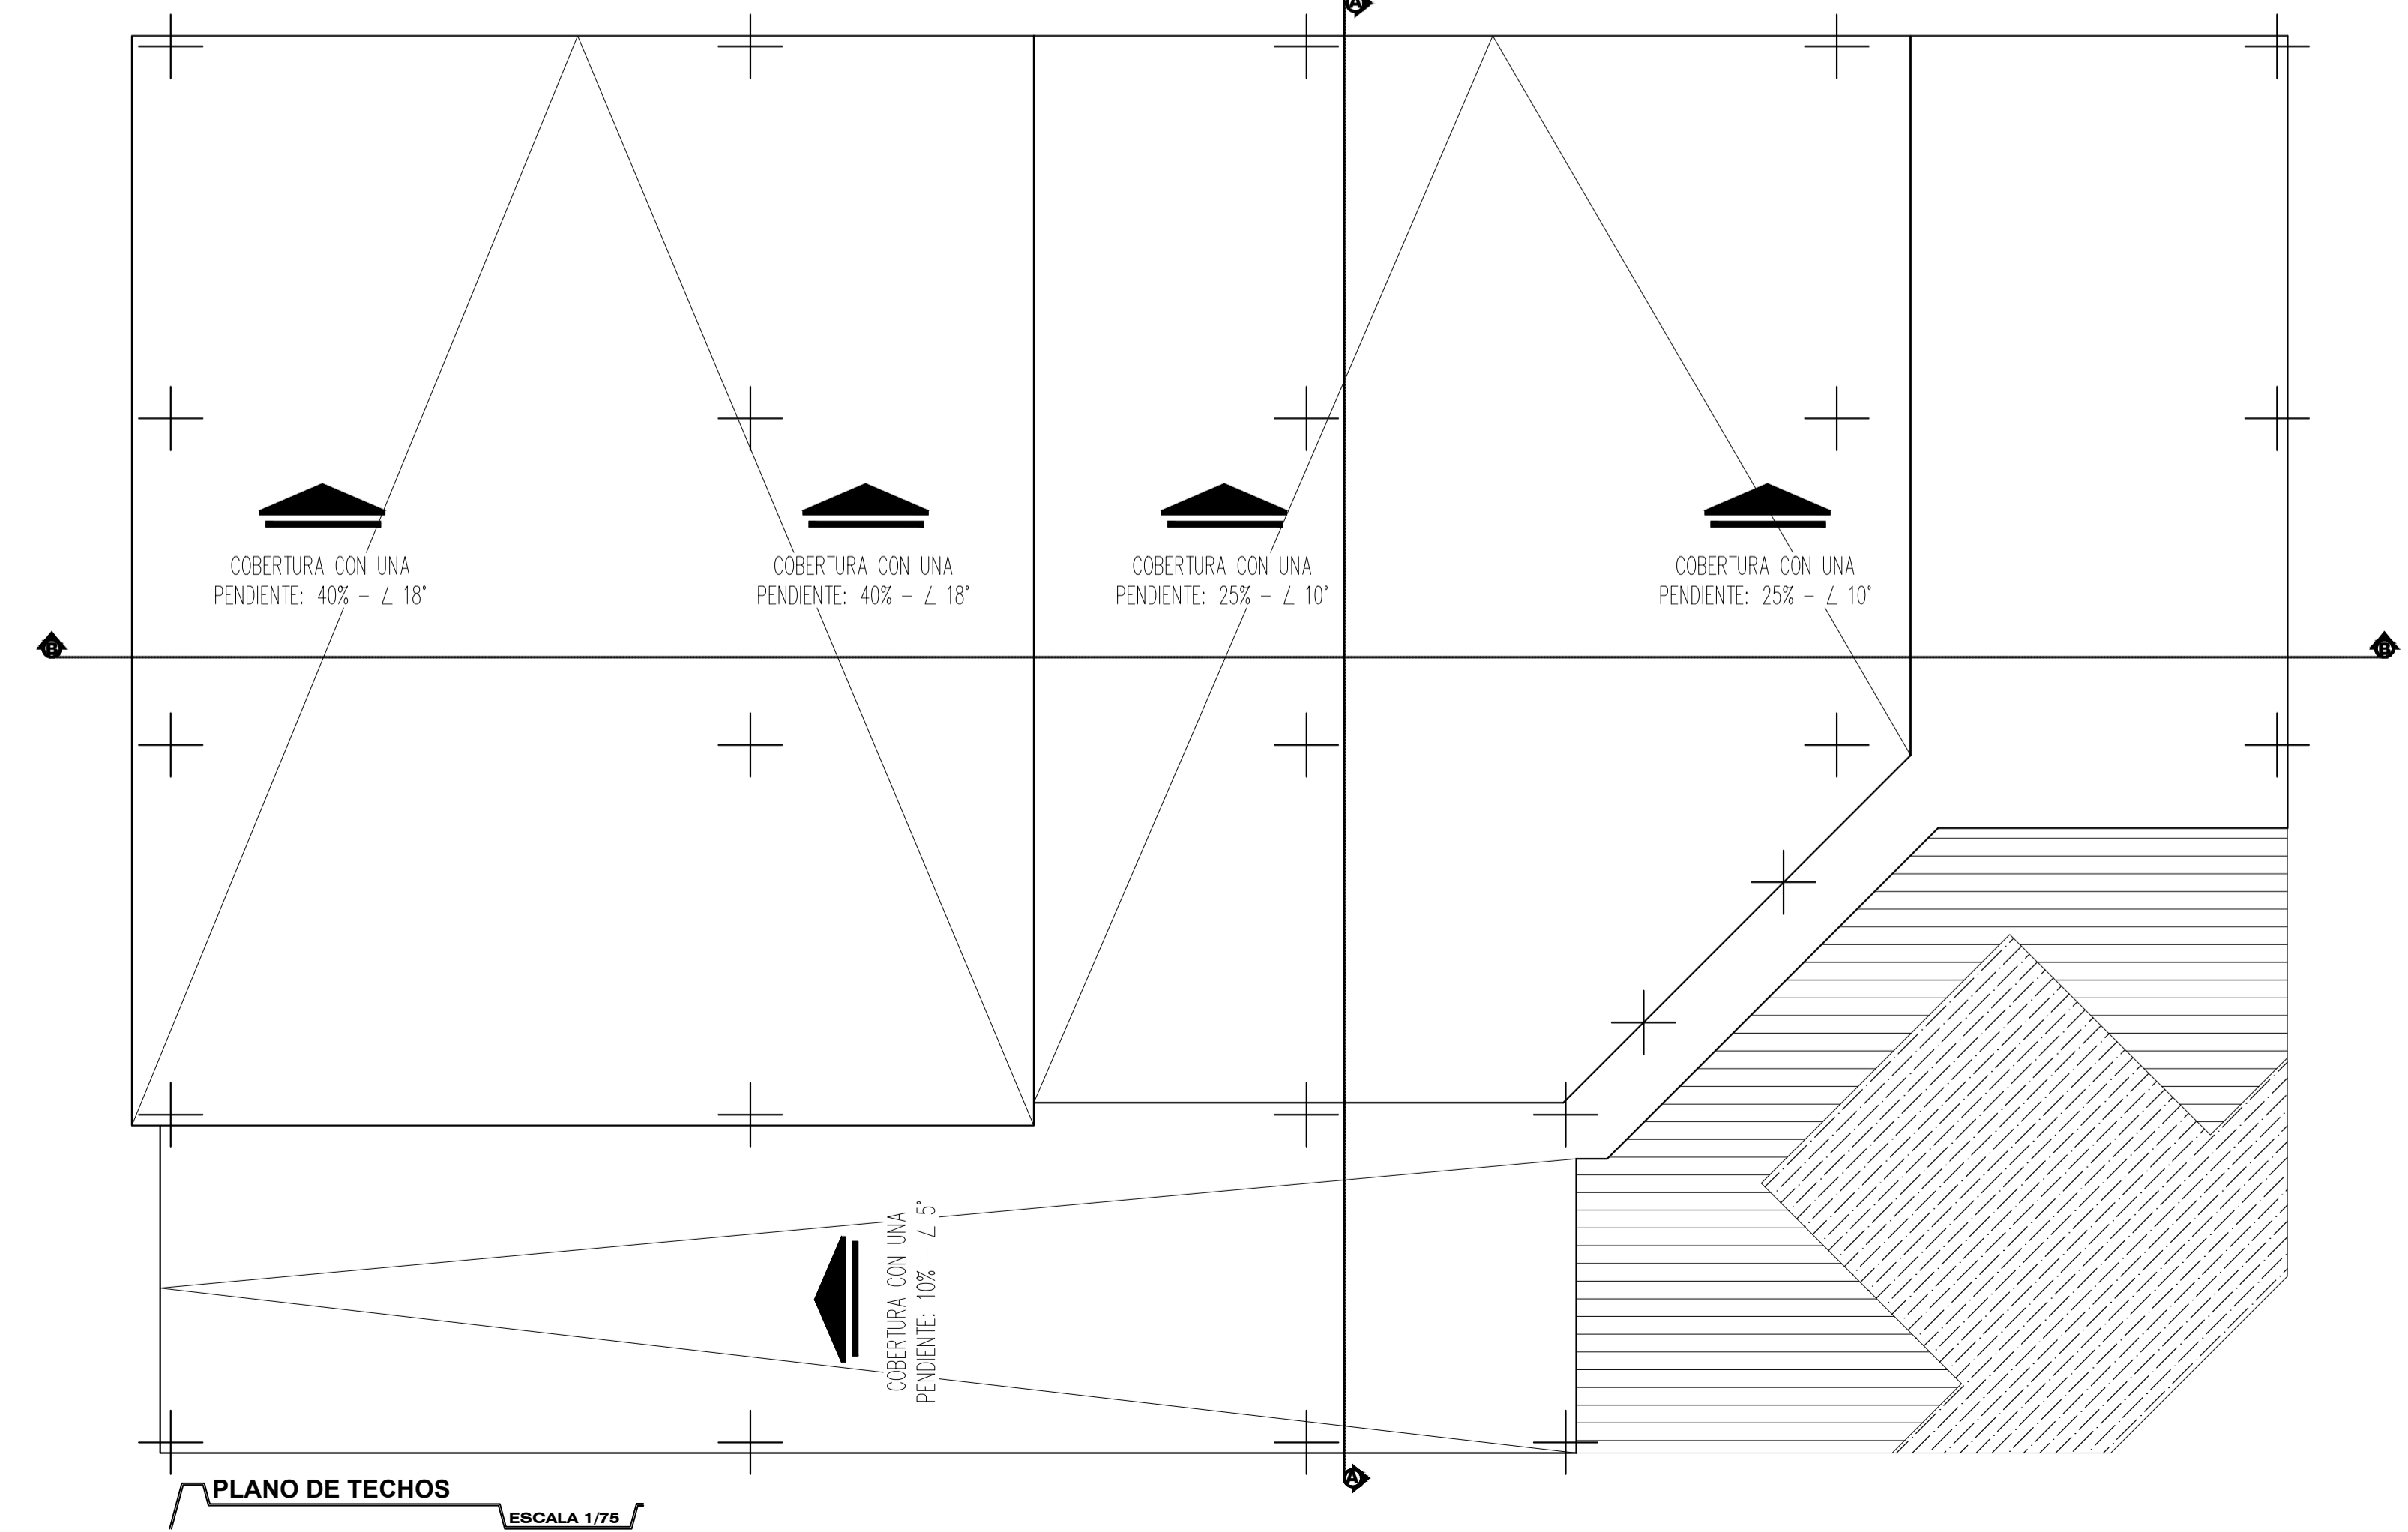 A
COBERTURA CON UNA
PENDIENTE: 40% - ∠ 18°
COBERTURA CON UNA
PENDIENTE: 40% - ∠ 18°
COBERTURA CON UNA
PENDIENTE: 25% - ∠ 10°
COBERTURA CON UNA
PENDIENTE: 25% - ∠ 10°
B
B
COBERTURA CON UNA
PENDIENTE: 10% - ∠ 5°
A
PLANO DE TECHOS
ESCALA 1/75